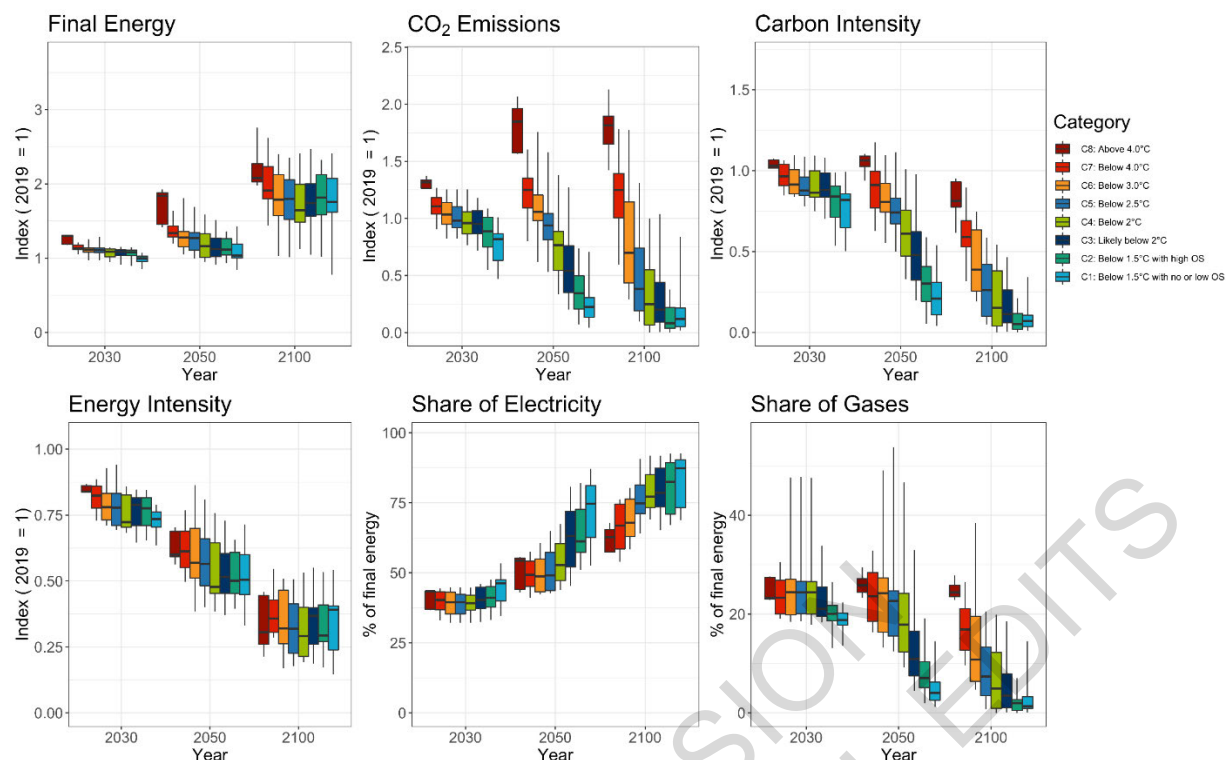 Final Energy
CO₂ Emissions
Carbon Intensity
Index ( 2019 = 1)
3
2
1
0
2030
2050
2100
Year
Index ( 2019 = 1)
2.5
2.0
1.5
1.0
0.5
0.0
2030
2050
2100
Year
Index ( 2019 = 1)
1.5
1.0
0.5
0.0
2030
2050
2100
Year
Category
C8: Above 4.0°C
C7: Below 4.0°C
C6: Below 3.0°C
C5: Below 2.5°C
C4: Below 2°C
C3: Likely below 2°C
C2: Below 1.5°C with high OS
C1: Below 1.5°C with no or low OS
Energy Intensity
Share of Electricity
Share of Gases
Index ( 2019 = 1)
1.00
0.75
0.50
0.25
0.00
2030
2050
2100
Year
% of final energy
100
75
50
25
0
2030
2050
2100
Year
% of final energy
40
20
0
2030
2050
2100
Year
SION
EDITS